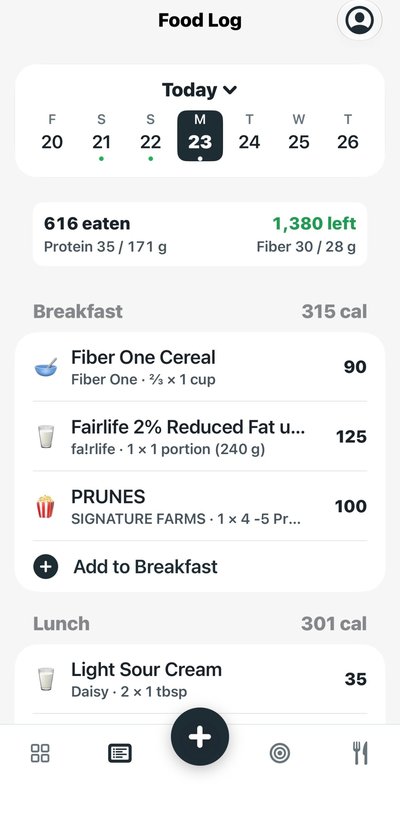 Food Log
Today
F S S M T W T
20 21 22 23 24 25 26
616 eaten 1,380 left
Protein 35 / 171 g Fiber 30 / 28 g
Breakfast 315 cal
Fiber One Cereal
Fiber One · ⅔ × 1 cup
90
Fairlife 2% Reduced Fat u...
fa!rlife · 1 × 1 portion (240 g)
125
PRUNES
SIGNATURE FARMS · 1 × 4 -5 Pr...
100
Add to Breakfast
Lunch 301 cal
Light Sour Cream
Daisy · 2 × 1 tbsp
35